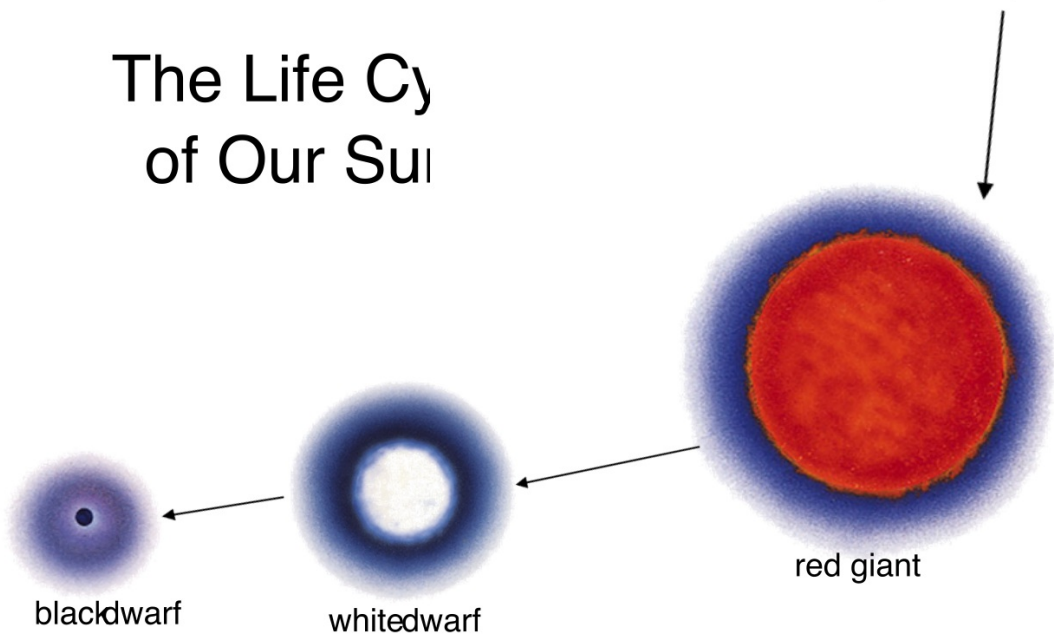 The Life Cy
of Our Su
red giant
whitedwarf
blackdwarf